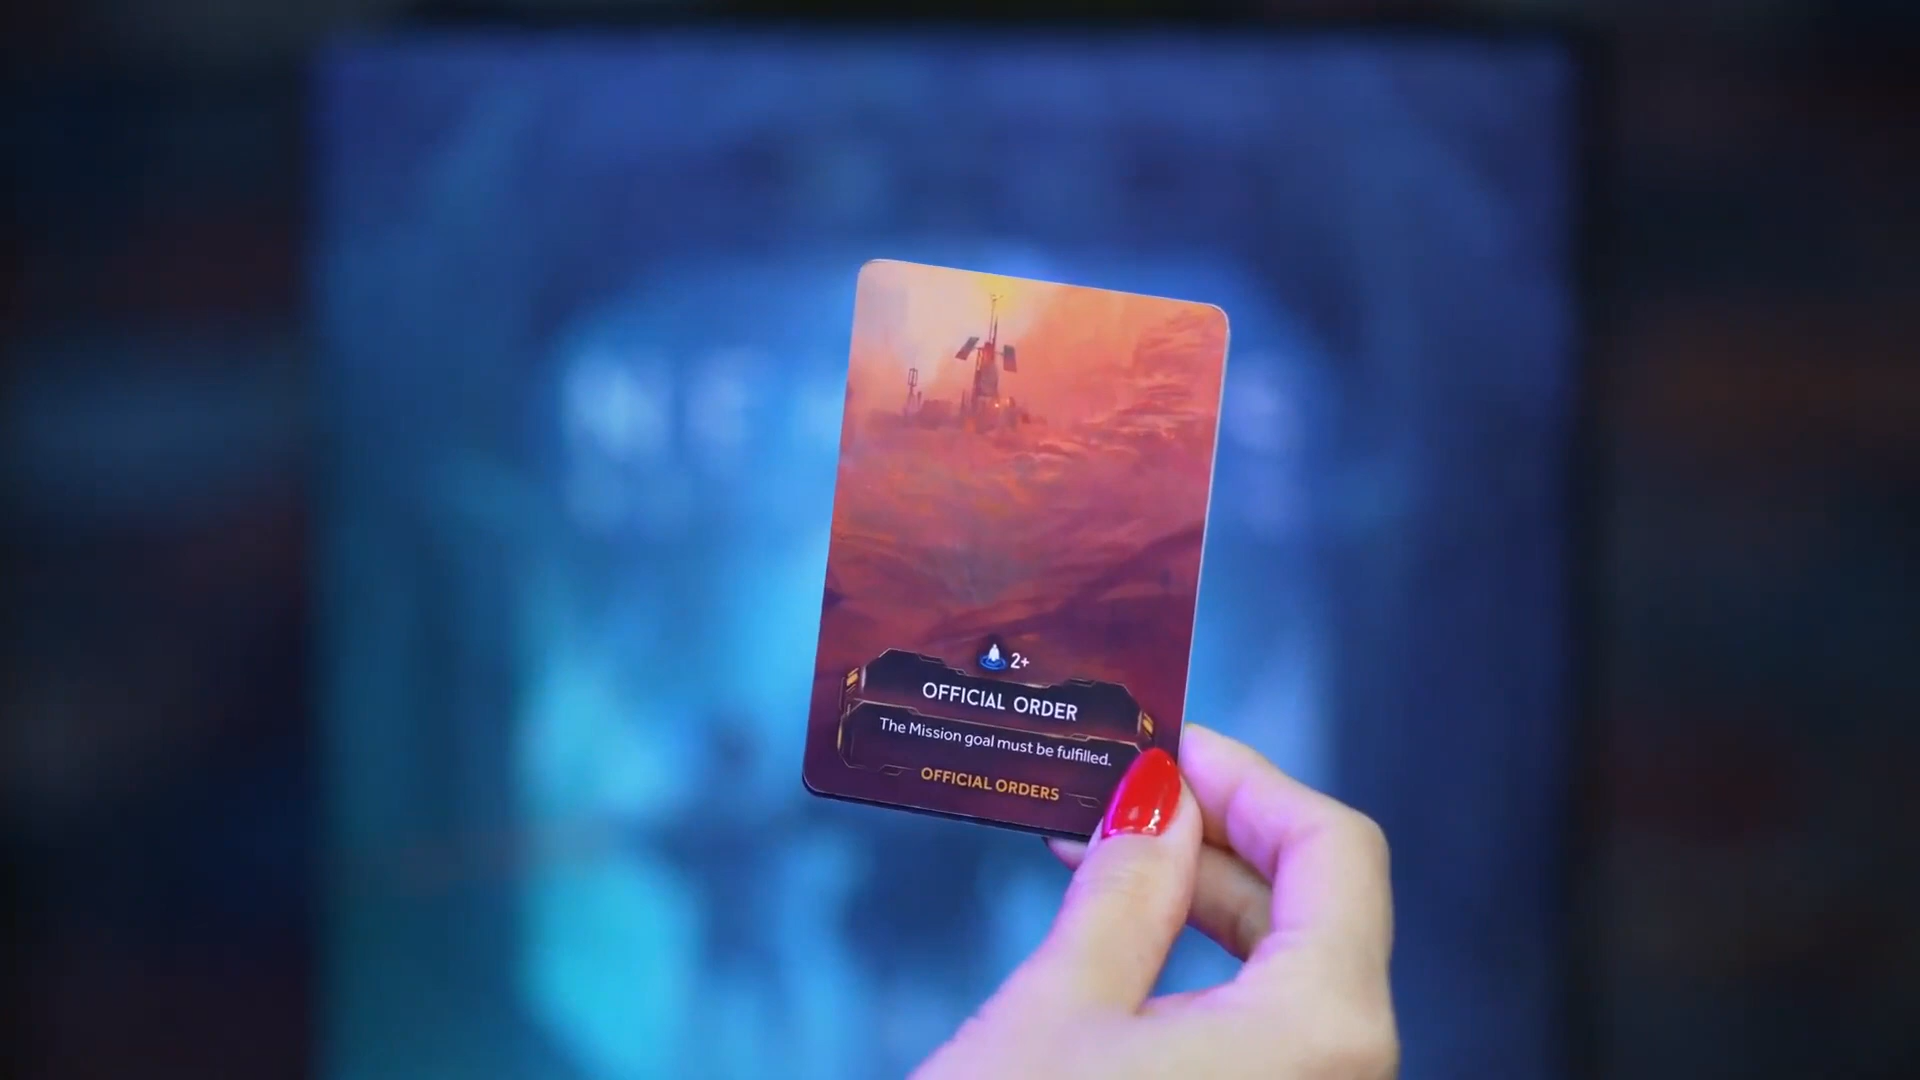 2+
OFFICIAL ORDER
The Mission goal must be fulfilled.
OFFICIAL ORDERS